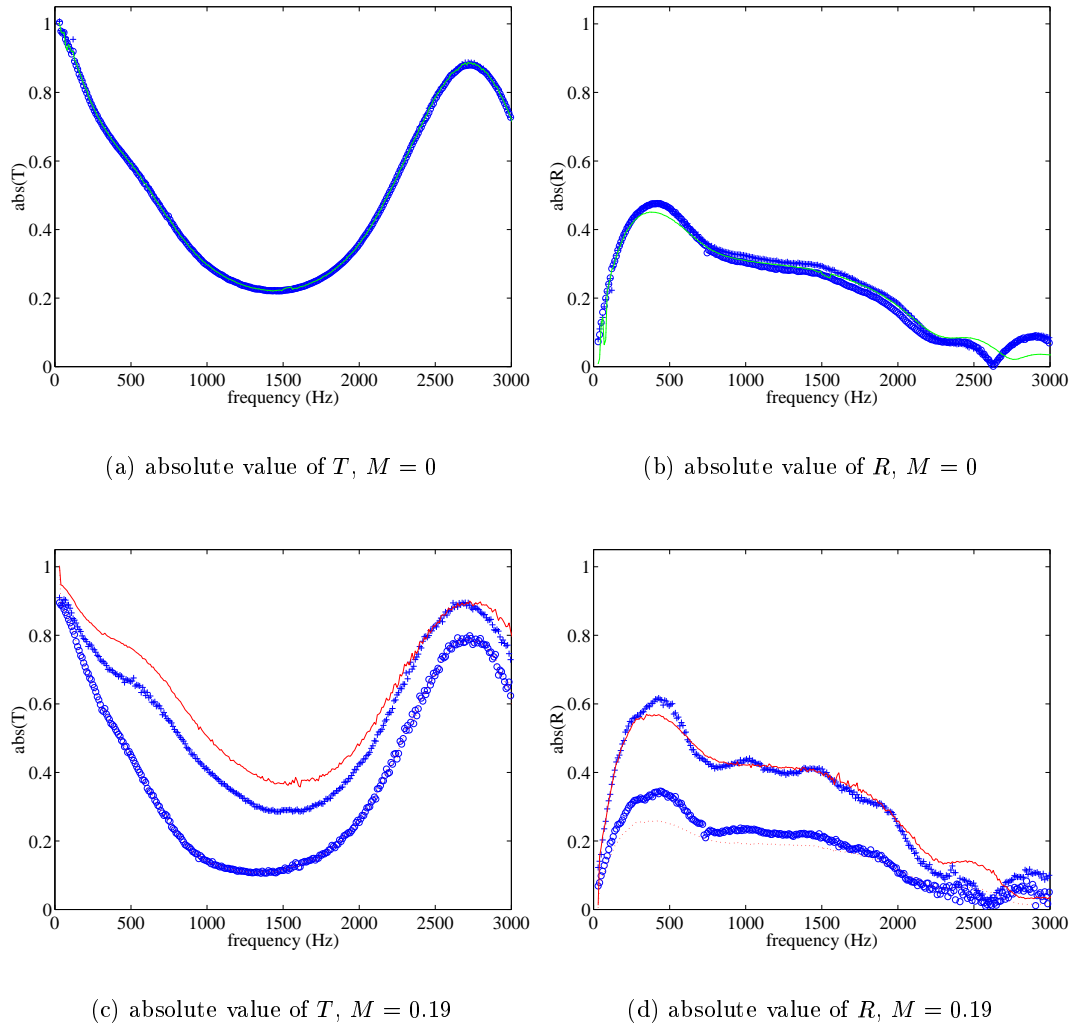 1
0.8
0.6
0.4
0.2
0
abs(T)
0 500 1000 1500 2000 2500 3000
frequency (Hz)
1
0.8
0.6
0.4
0.2
0
abs(R)
0 500 1000 1500 2000 2500 3000
frequency (Hz)
(a) absolute value of T, M = 0
(b) absolute value of R, M = 0
1
0.8
0.6
0.4
0.2
0
abs(T)
0 500 1000 1500 2000 2500 3000
frequency (Hz)
1
0.8
0.6
0.4
0.2
0
abs(R)
0 500 1000 1500 2000 2500 3000
frequency (Hz)
(c) absolute value of T, M = 0.19
(d) absolute value of R, M = 0.19